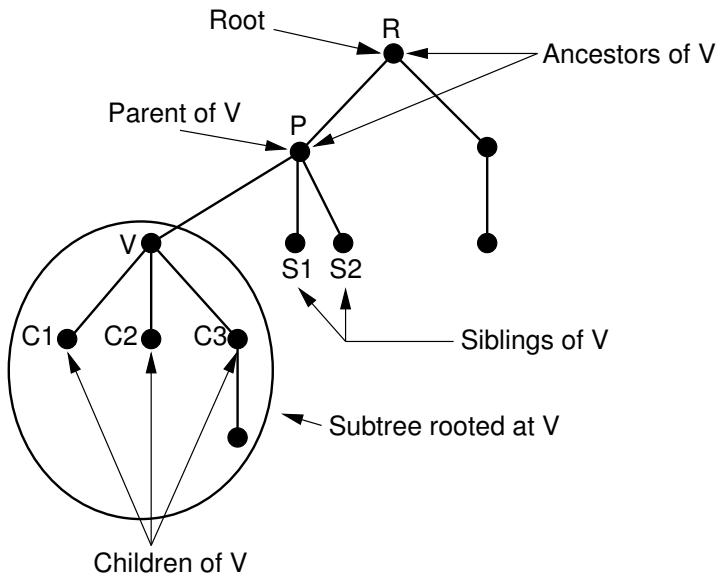 Root
R
Ancestors of V
Parent of V
P
V
S1
S2
C1
C2
C3
Siblings of V
Subtree rooted at V
Children of V